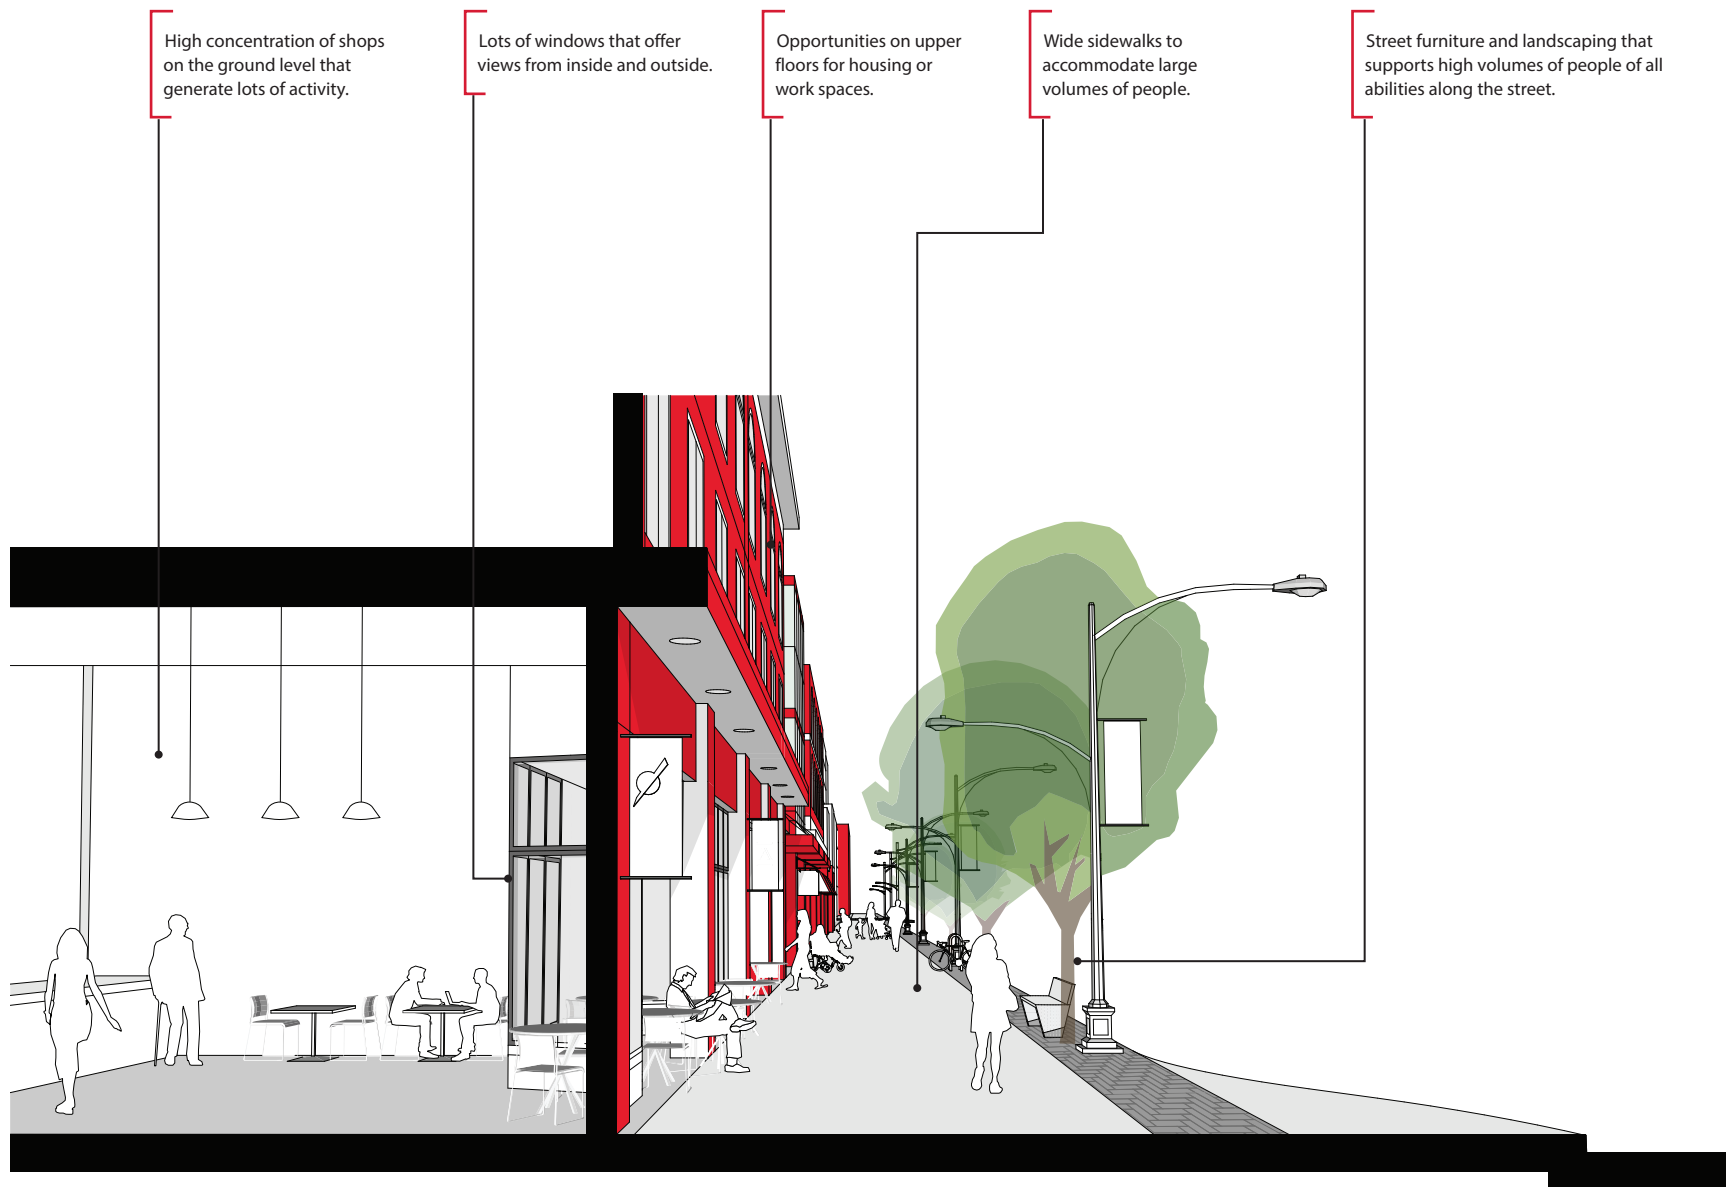 High concentration of shops
on the ground level that
generate lots of activity.
Lots of windows that offer
views from inside and outside.
Opportunities on upper
floors for housing or
work spaces.
Wide sidewalks to
accommodate large
volumes of people.
Street furniture and landscaping that
supports high volumes of people of all
abilities along the street.